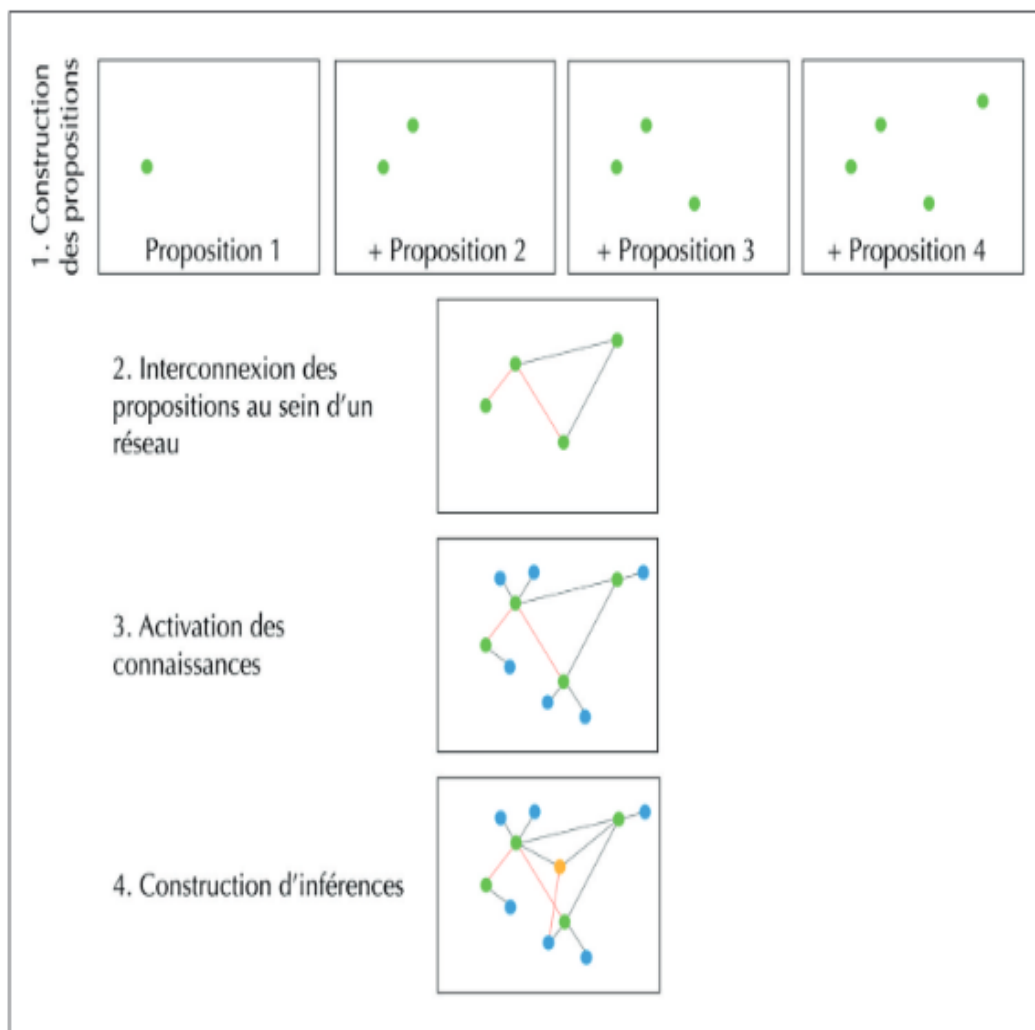 1. Construction
des propositions
Proposition 1
+ Proposition 2
+ Proposition 3
+ Proposition 4
2. Interconnexion des
propositions au sein d’un
réseau
3. Activation des
connaissances
4. Construction d’inférences